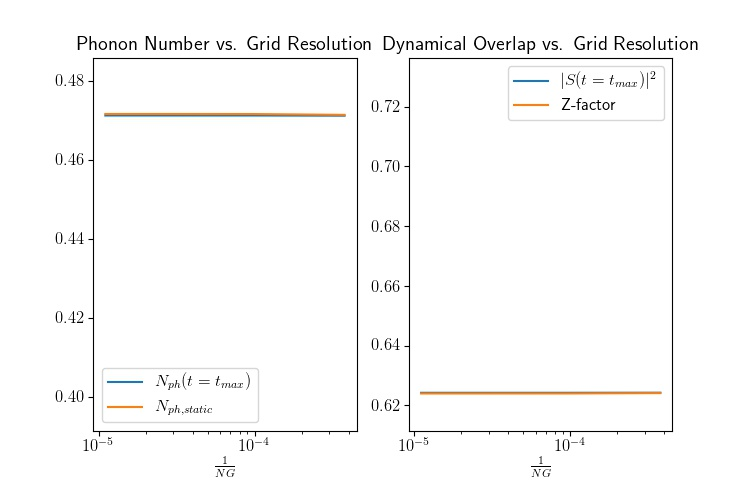 Phonon Number vs. Grid Resolution
0.48
0.46
0.44
0.42
0.40
N_{ph}(t = t_{max})
N_{ph,static}
10^{-5}
10^{-4}
\frac{1}{NG}
Dynamical Overlap vs. Grid Resolution
|S(t = t_{max})|^2
Z-factor
0.72
0.70
0.68
0.66
0.64
0.62
10^{-5}
10^{-4}
\frac{1}{NG}